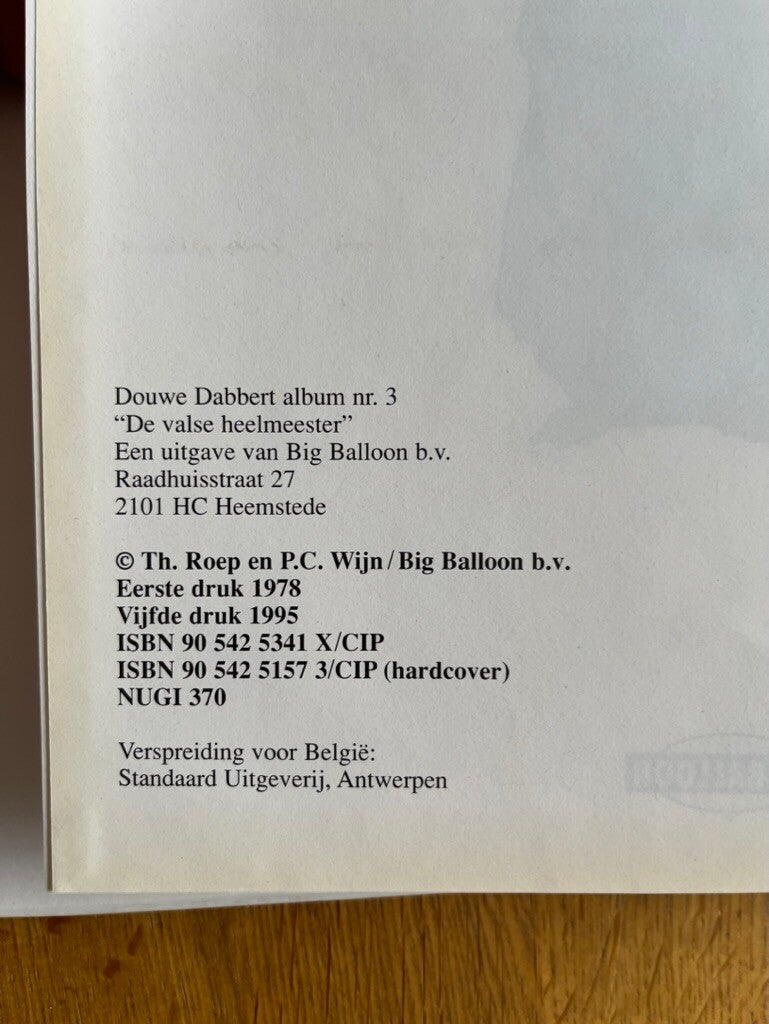 Douwe Dabbert album nr. 3
“De valse heelmeester”
Een uitgave van Big Balloon b.v.
Raadhuisstraat 27
2101 HC Heemstede
© Th. Roep en P.C. Wijn/Big Balloon b.v.
Eerste druk 1978
Vijfde druk 1995
ISBN 90 542 5341 X/CIP
ISBN 90 542 5157 3/CIP (hardcover)
NUGI 370
Verspreiding voor België:
Standaard Uitgeverij, Antwerpen